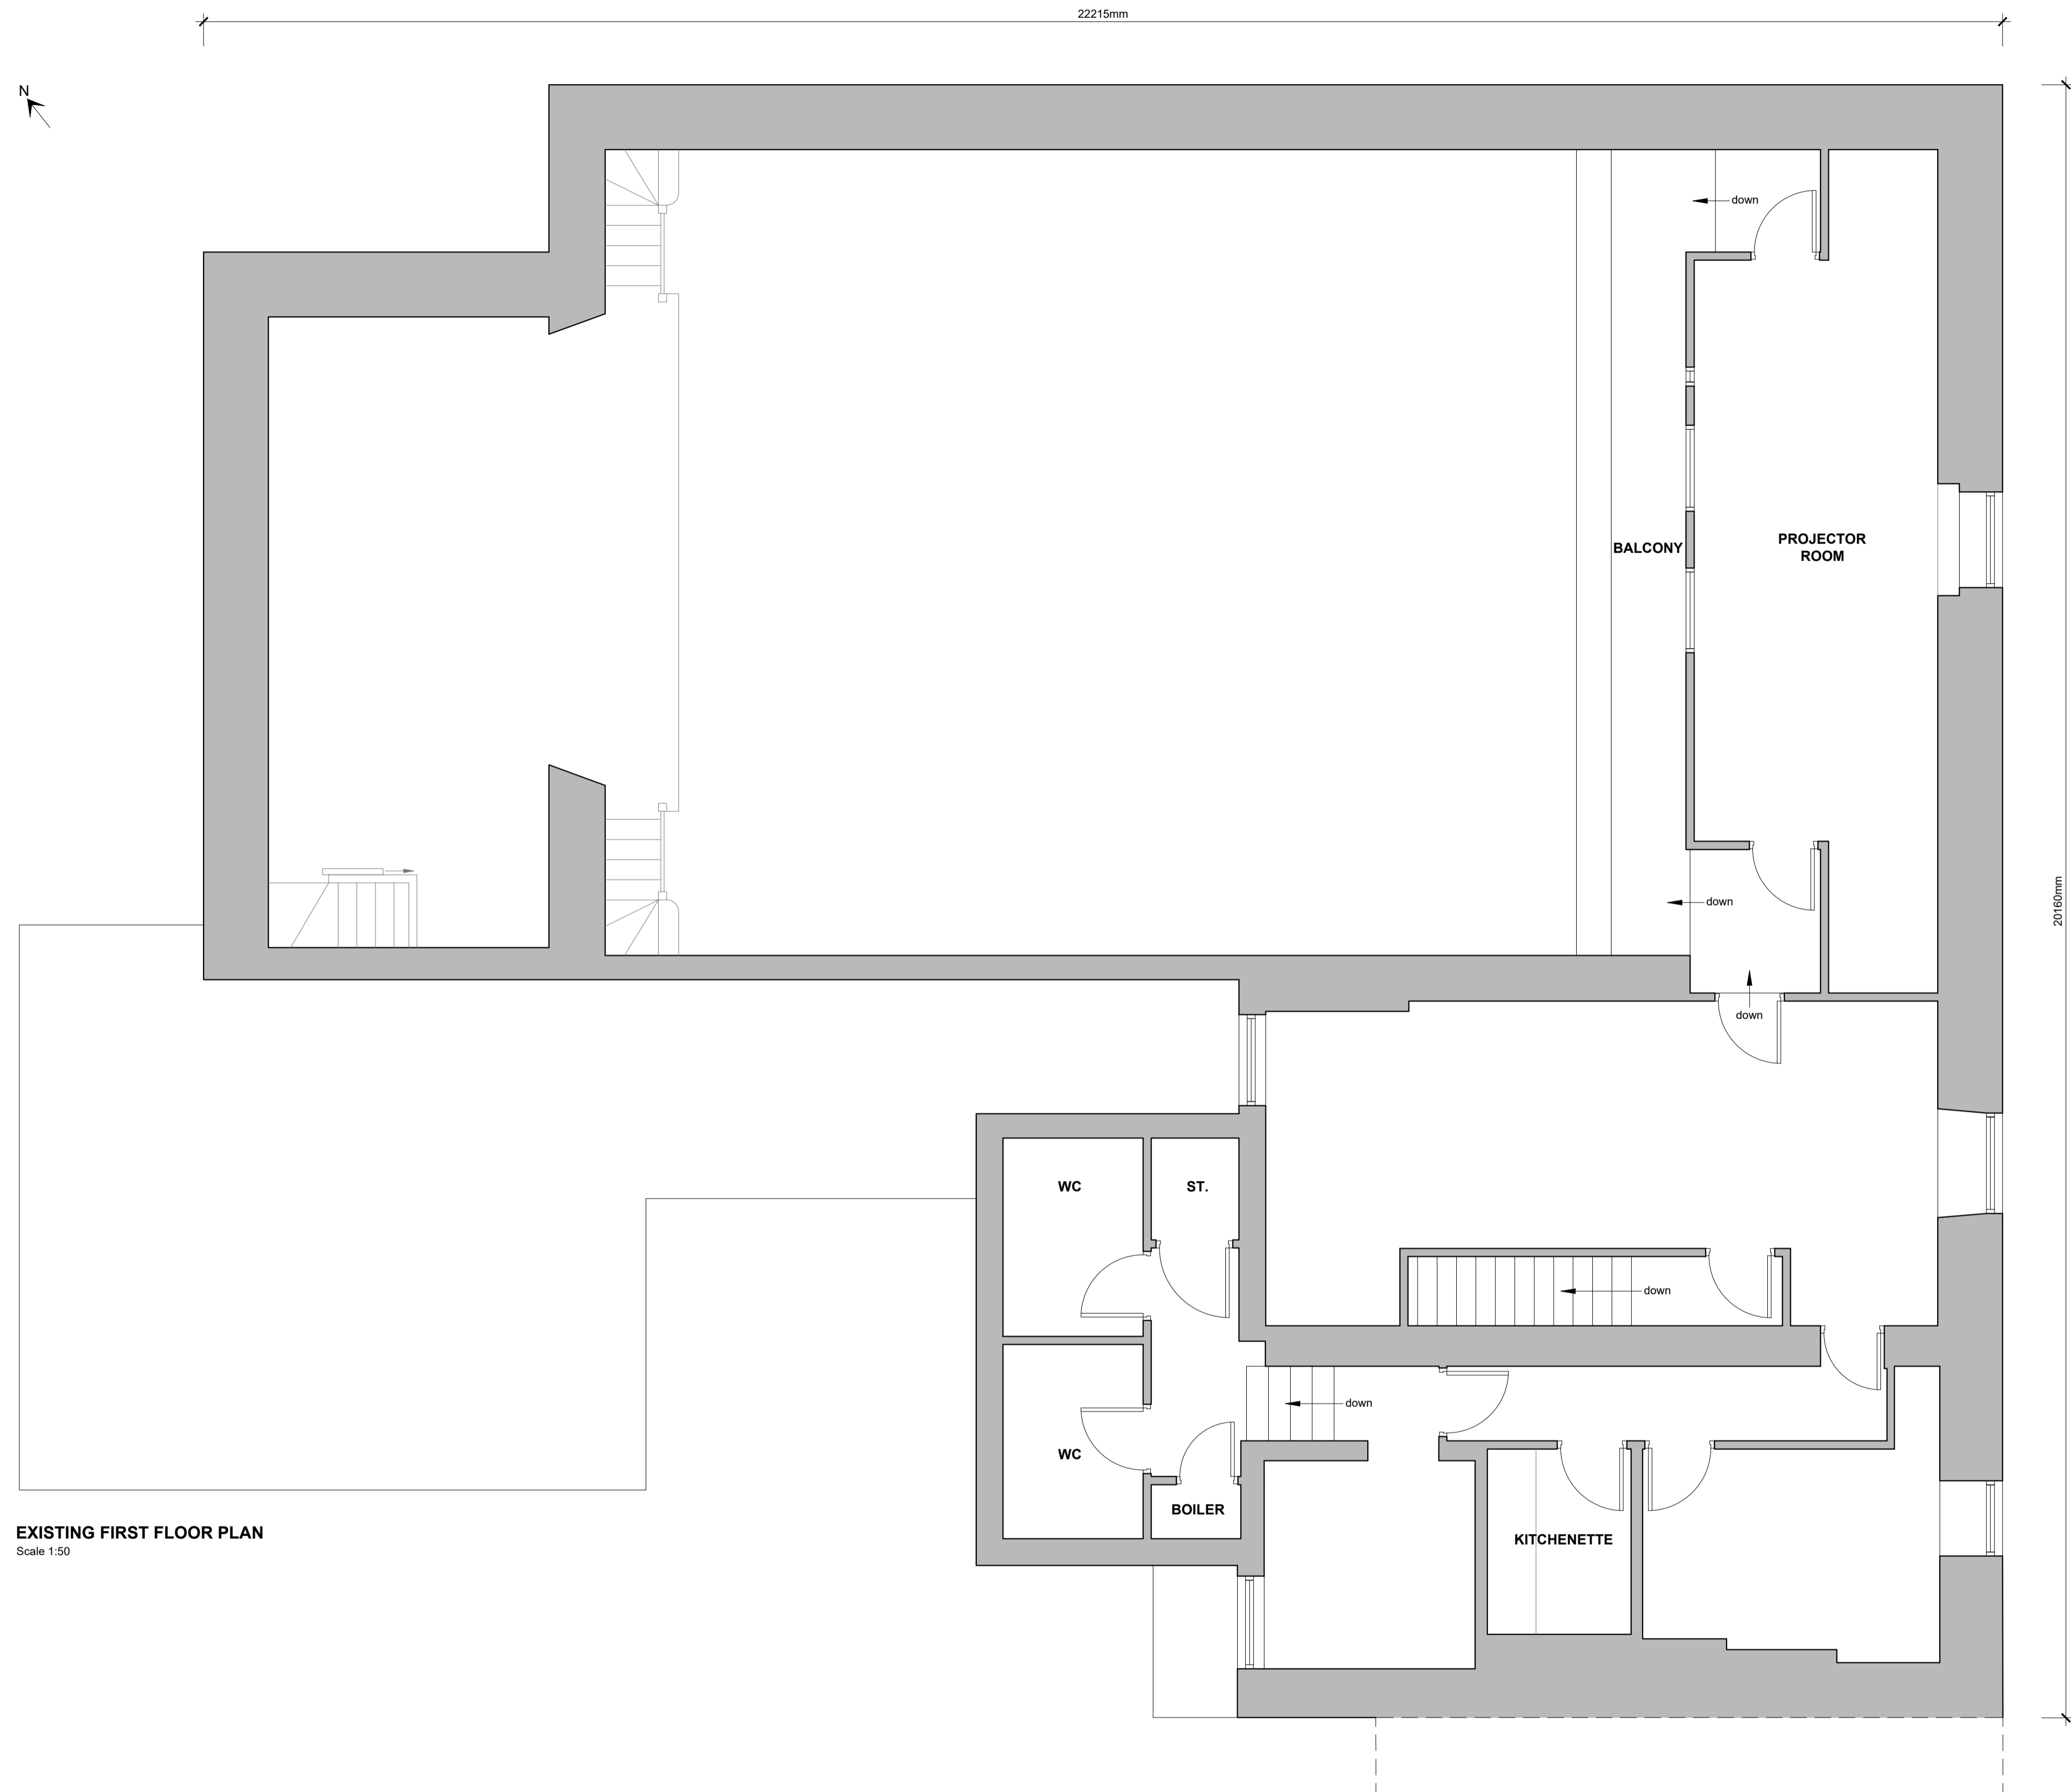 22215mm
N
down
BALCONY
PROJECTOR
ROOM
down
20160mm
down
WC
ST.
down
down
WC
BOILER
KITCHENETTE
EXISTING FIRST FLOOR PLAN
Scale 1:50